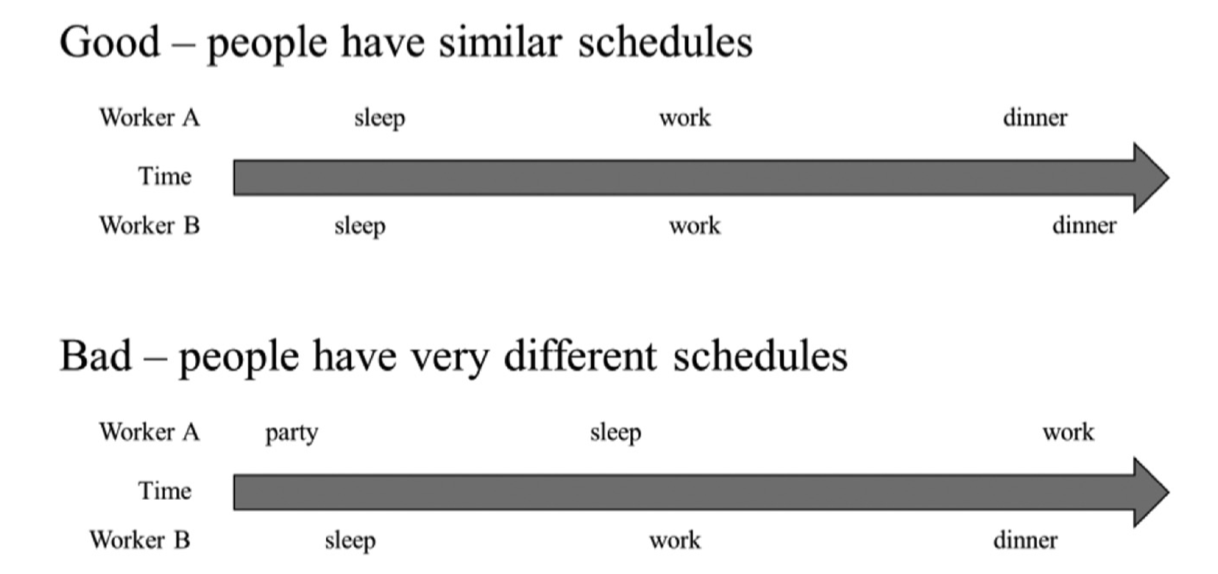 Good – people have similar schedules
Worker A sleep work dinner
Time
Worker B sleep work dinner
Bad – people have very different schedules
Worker A party sleep work
Time
Worker B sleep work dinner